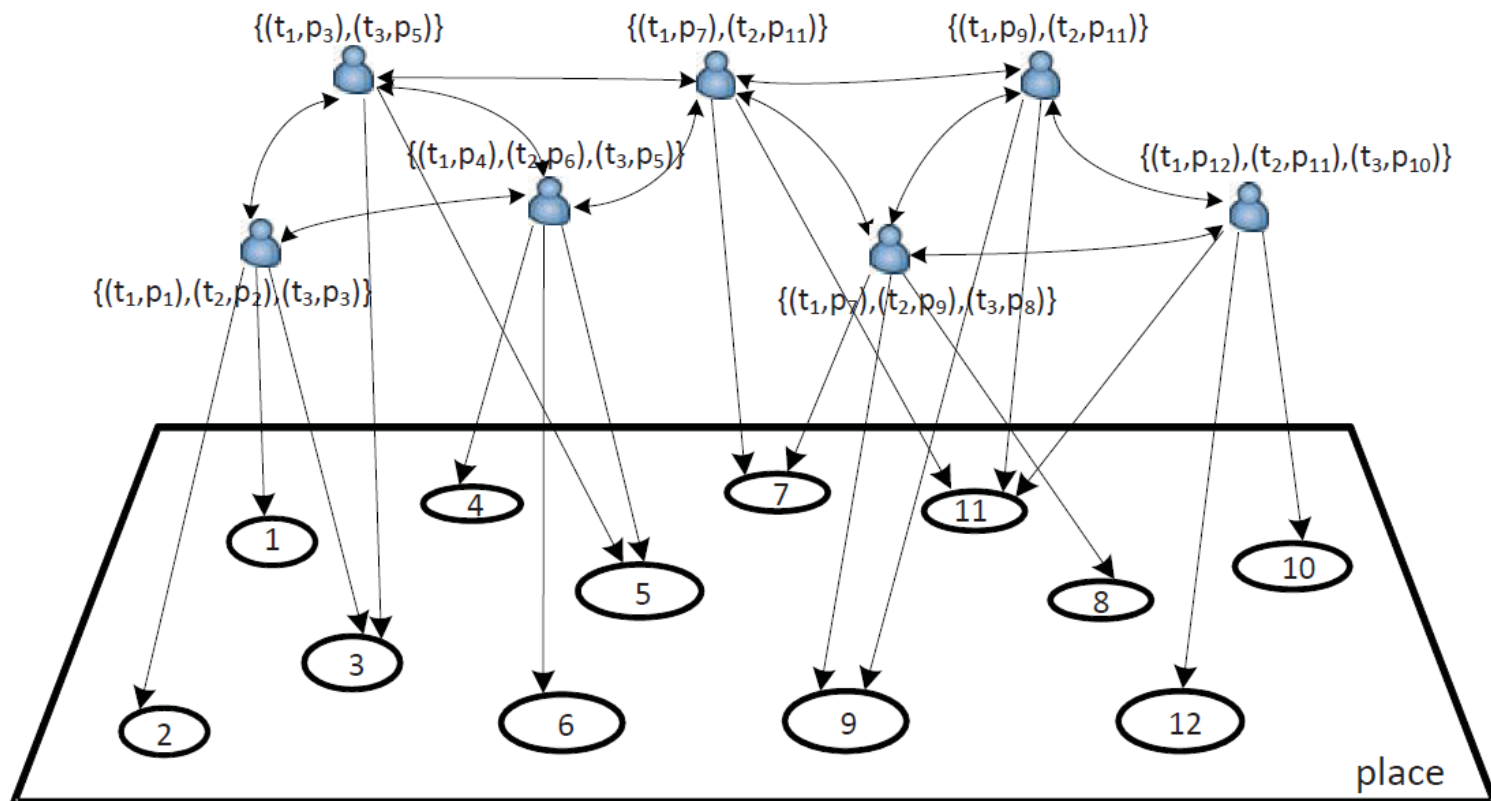 {(t₁,p₃),(t₃,p₅)}
{(t₁,p₇),(t₂,p₁₁)}
{(t₁,p₉),(t₂,p₁₁)}
{(t₁,p₄),(t₂,p₆),(t₃,p₅)}
{(t₁,p₁₂),(t₂,p₁₁),(t₃,p₁₀)}
{(t₁,p₁),(t₂,p₂),(t₃,p₃)}
{(t₁,p₇),(t₂,p₉),(t₃,p₈)}
7
4
11
1
10
5
8
3
6
9
12
2
place